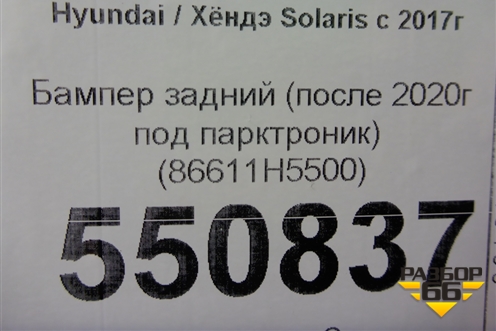 Hyundai / Хёндэ Solaris с 2017г
Бампер задний (после 2020г
под парктроник)
(86611H5500)
550837
РАЗБОР
66